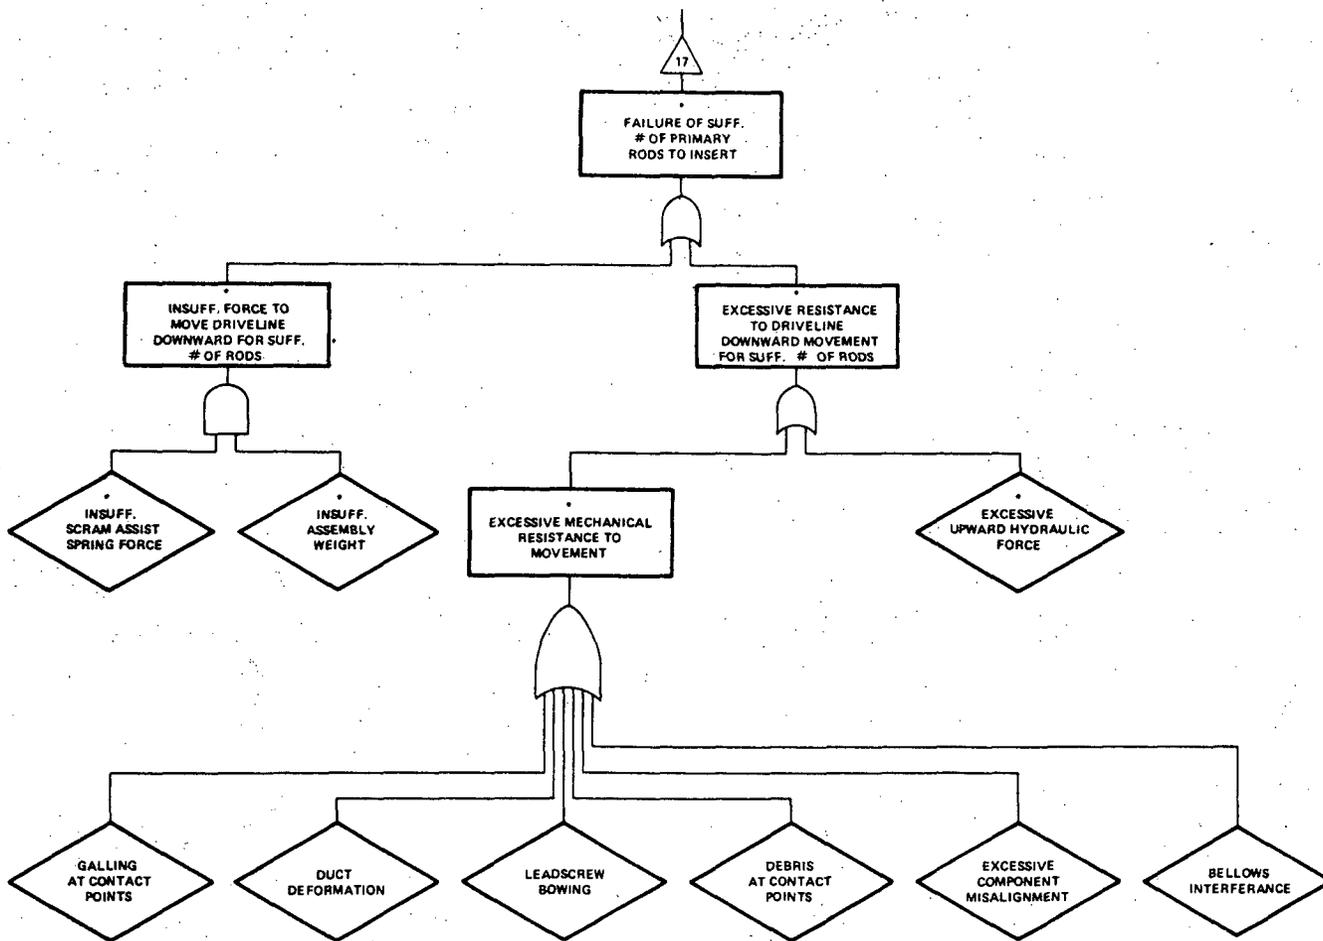 17
FAILURE OF SUFF.
# OF PRIMARY
RODS TO INSERT
INSUFF. FORCE TO
MOVE DRIVELINE
DOWNWARD FOR SUFF.
# OF RODS
EXCESSIVE RESISTANCE
TO DRIVELINE
DOWNWARD MOVEMENT
FOR SUFF. # OF RODS
INSUFF.
SCRAM ASSIST
SPRING FORCE
INSUFF.
ASSEMBLY
WEIGHT
EXCESSIVE MECHANICAL
RESISTANCE TO
MOVEMENT
EXCESSIVE
UPWARD HYDRAULIC
FORCE
GALLING
AT CONTACT
POINTS
DUCT
DEFORMATION
LEADSCREW
BOWING
DEBRIS
AT CONTACT
POINTS
EXCESSIVE
COMPONENT
MISALIGNMENT
BELLOWS
INTERFERANCE